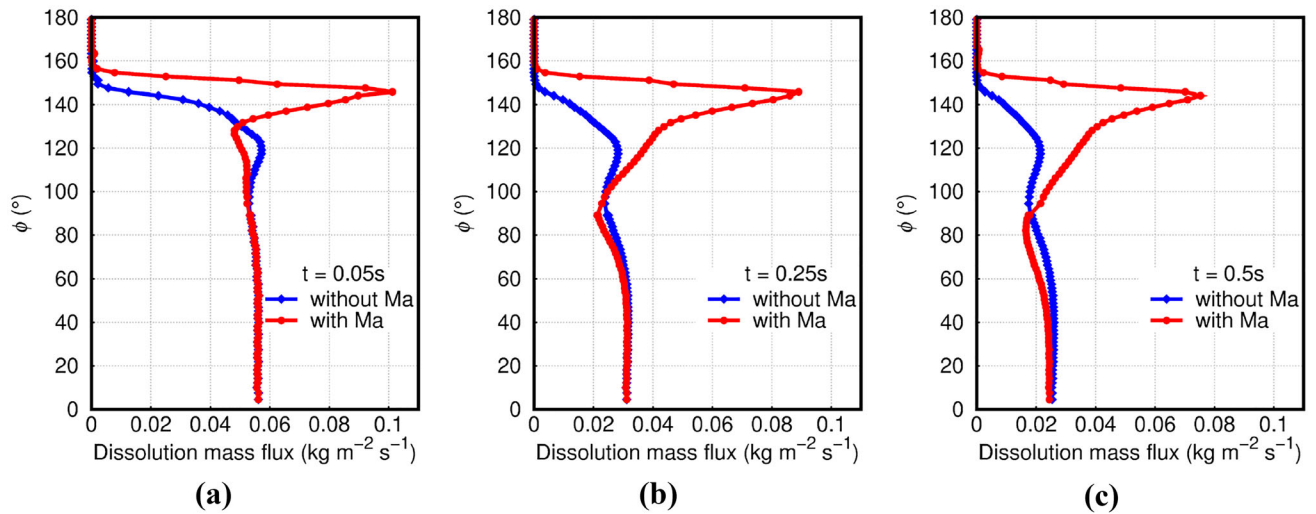 180
160
140
120
100
80
60
40
20
0
ϕ (°)
t = 0.05s
without Ma
with Ma
0 0.02 0.04 0.06 0.08 0.1
Dissolution mass flux (kg m⁻² s⁻¹)
(a)
180
160
140
120
100
80
60
40
20
0
ϕ (°)
t = 0.25s
without Ma
with Ma
0 0.02 0.04 0.06 0.08 0.1
Dissolution mass flux (kg m⁻² s⁻¹)
(b)
180
160
140
120
100
80
60
40
20
0
ϕ (°)
t = 0.5s
without Ma
with Ma
0 0.02 0.04 0.06 0.08 0.1
Dissolution mass flux (kg m⁻² s⁻¹)
(c)